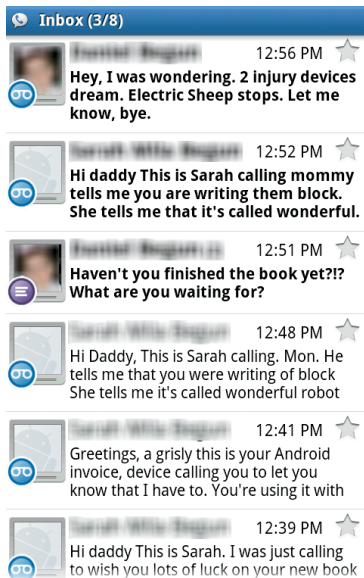 Inbox (3/8)
12:56 PM
Hey, I was wondering. 2 injury devices
dream. Electric Sheep stops. Let me
know, bye.
12:52 PM
Hi daddy This is Sarah calling mommy
tells me you are writing them block.
She tells me that it's called wonderful.
12:51 PM
Haven't you finished the book yet?!?
What are you waiting for?
12:48 PM
Hi Daddy, This is Sarah calling. Mon. He
tells me that you were writing of block
She tells me it's called wonderful robot
12:41 PM
Greetings, a grisly this is your Android
invoice, device calling you to let you
know that I have to. You're using it with
12:39 PM
Hi daddy This is Sarah. I was just calling
to wish you lots of luck on your new book